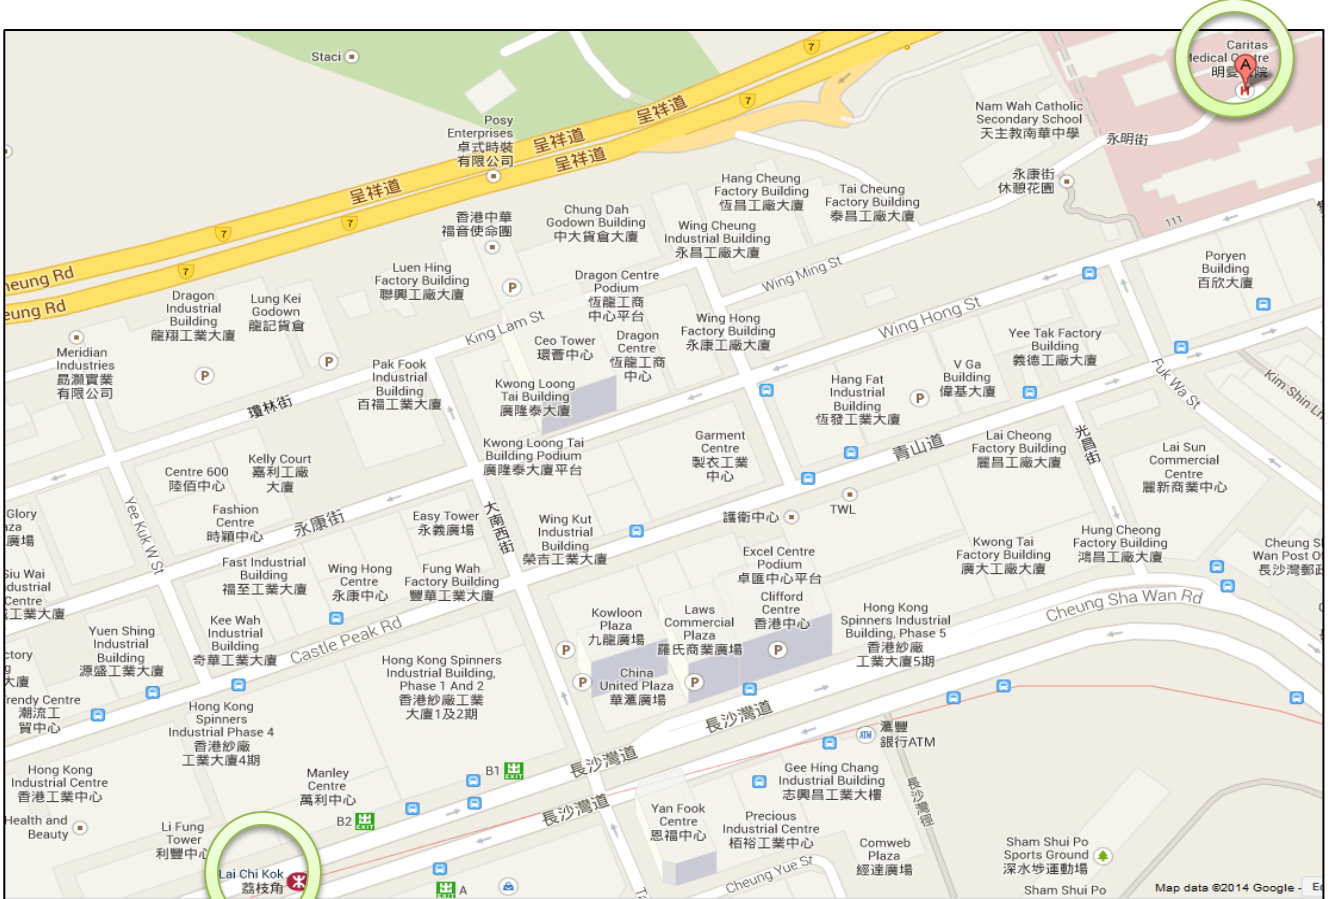 Staci
7
Caritas
Medical Centre
明愛醫院
A
H
Posy
Enterprises
卓式時裝
有限公司
呈祥道
呈祥道
7
Nam Wah Catholic
Secondary School
天主教南華中學
永明街
永康街
休憩花園
呈祥道
呈祥道
香港中華
福音使命團
Chung Dah
Godown Building
中大貨倉大廈
Hang Cheung
Factory Building
恆昌工廠大廈
Tai Cheung
Factory Building
泰昌工廠大廈
Wing Cheung
Industrial Building
永昌工廠大廈
111
7
7
7
heung Rd
eung Rd
Luen Hing
Factory Building
聯興工廠大廈
P
Dragon Centre
Podium
恆龍工商
中心平台
Wing Ming St
Poryen
Building
百欣大廈
Dragon
Industrial
Building
龍翔工業大廈
Lung Kei
Godown
龍記貨倉
King Lam St
Ceo Tower
環薈中心
Dragon
Centre
恆龍工商
中心
Wing Hong
Factory Building
永康工廠大廈
Wing Hong St
Yee Tak Factory
Building
義德工廠大廈
Meridian
Industries
有限公司
P
P
Pak Fook
Industrial
Building
百福工業大廈
Kwong Loong
Tai Building
廣隆泰大廈
Hang Fat
Industrial
Building
恆發工業大廈
P
V Ga
Building
偉基大廈
Fuk Wa St
Kim Shin L
瓊林街
Kwong Loong Tai
Building Podium
廣隆泰大廈平台
Garment
Centre
製衣工業
中心
青山道
Lai Cheong
Factory Building
麗昌工廠大廈
光昌街
Lai Sun
Commercial
Centre
麗新商業中心
Centre 600
陸佰中心
Kelly Court
嘉利工廠
大廈
Glory
aza
廣場
Yee Kuk W St
Fashion
Centre
時穎中心
永康街
Easy Tower
永義廣場
大南西街
Wing Kut
Industrial
Building
榮吉工業大廈
護衛中心
TWL
Excel Centre
Podium
卓匯中心平台
Kwong Tai
Factory Building
廣大工廠大廈
Hung Cheong
Factory Building
鴻昌工廠大廈
Cheung S
Wan Post O
長沙灣郵
Siu Wai
dustrial
Centre
工業大廈
Fast Industrial
Building
福至工業大廈
Wing Hong
Centre
永康中心
Fung Wah
Factory Building
豐華工業大廈
Clifford
Centre
香港中心
P
Kowloon
Plaza
九龍廣場
Laws
Commercial
Plaza
羅氏商業廣場
Hong Kong
Spinners Industrial
Building, Phase 5
香港紗廠
工業大廈5期
Cheung Sha Wan Rd
Yuen Shing
Industrial
Building
源盛工業大廈
Kee Wah
Industrial
Building
奇華工業大廈
Castle Peak Rd
Hong Kong Spinners
Industrial Building,
Phase 1 And 2
香港紗廠工業
大廈1及2期
P
P
China
United Plaza
華滙廣場
P
ctory
g
大廈
rendy Centre
潮流工
貿中心
Hong Kong
Spinners
Industrial Phase 4
香港紗廠
工業大廈4期
長沙灣道
ATM
滙豐
銀行ATM
Hong Kong
Industrial Centre
香港工業中心
Manley
Centre
萬利中心
B1
EXIT
長沙灣道
Gee Hing Chang
Industrial Building
志興昌工業大樓
長沙灣徑
Health and
Beauty
Li Fung
Tower
利豐中心
B2
EXIT
長沙灣道
Yan Fook
Centre
恩福中心
Precious
Industrial Centre
栢裕工業中心
Comweb
Plaza
經達廣場
Sham Shui Po
Sports Ground
深水埗運動場
Lai Chi Kok
荔枝角
EXIT
A
Cheung Yue St
Sham Shui Po
Map data ©2014 Google -